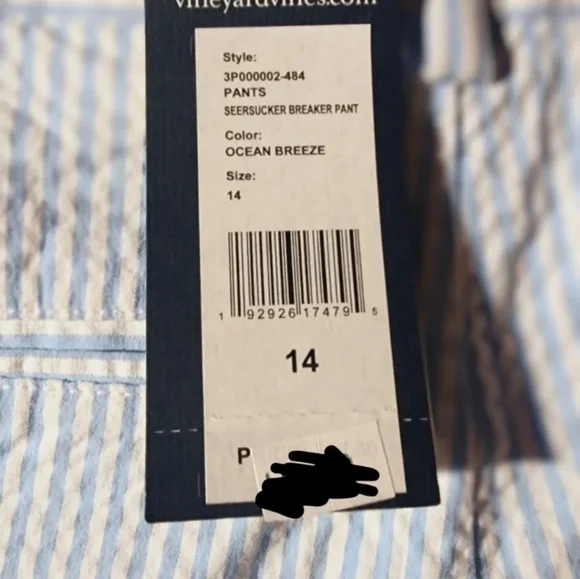 vineyardvines.com
Style:
3P000002-484
PANTS
SEERSUCKER BREAKER PANT
Color:
OCEAN BREEZE
Size:
14
1 92926 17479 5
14
P